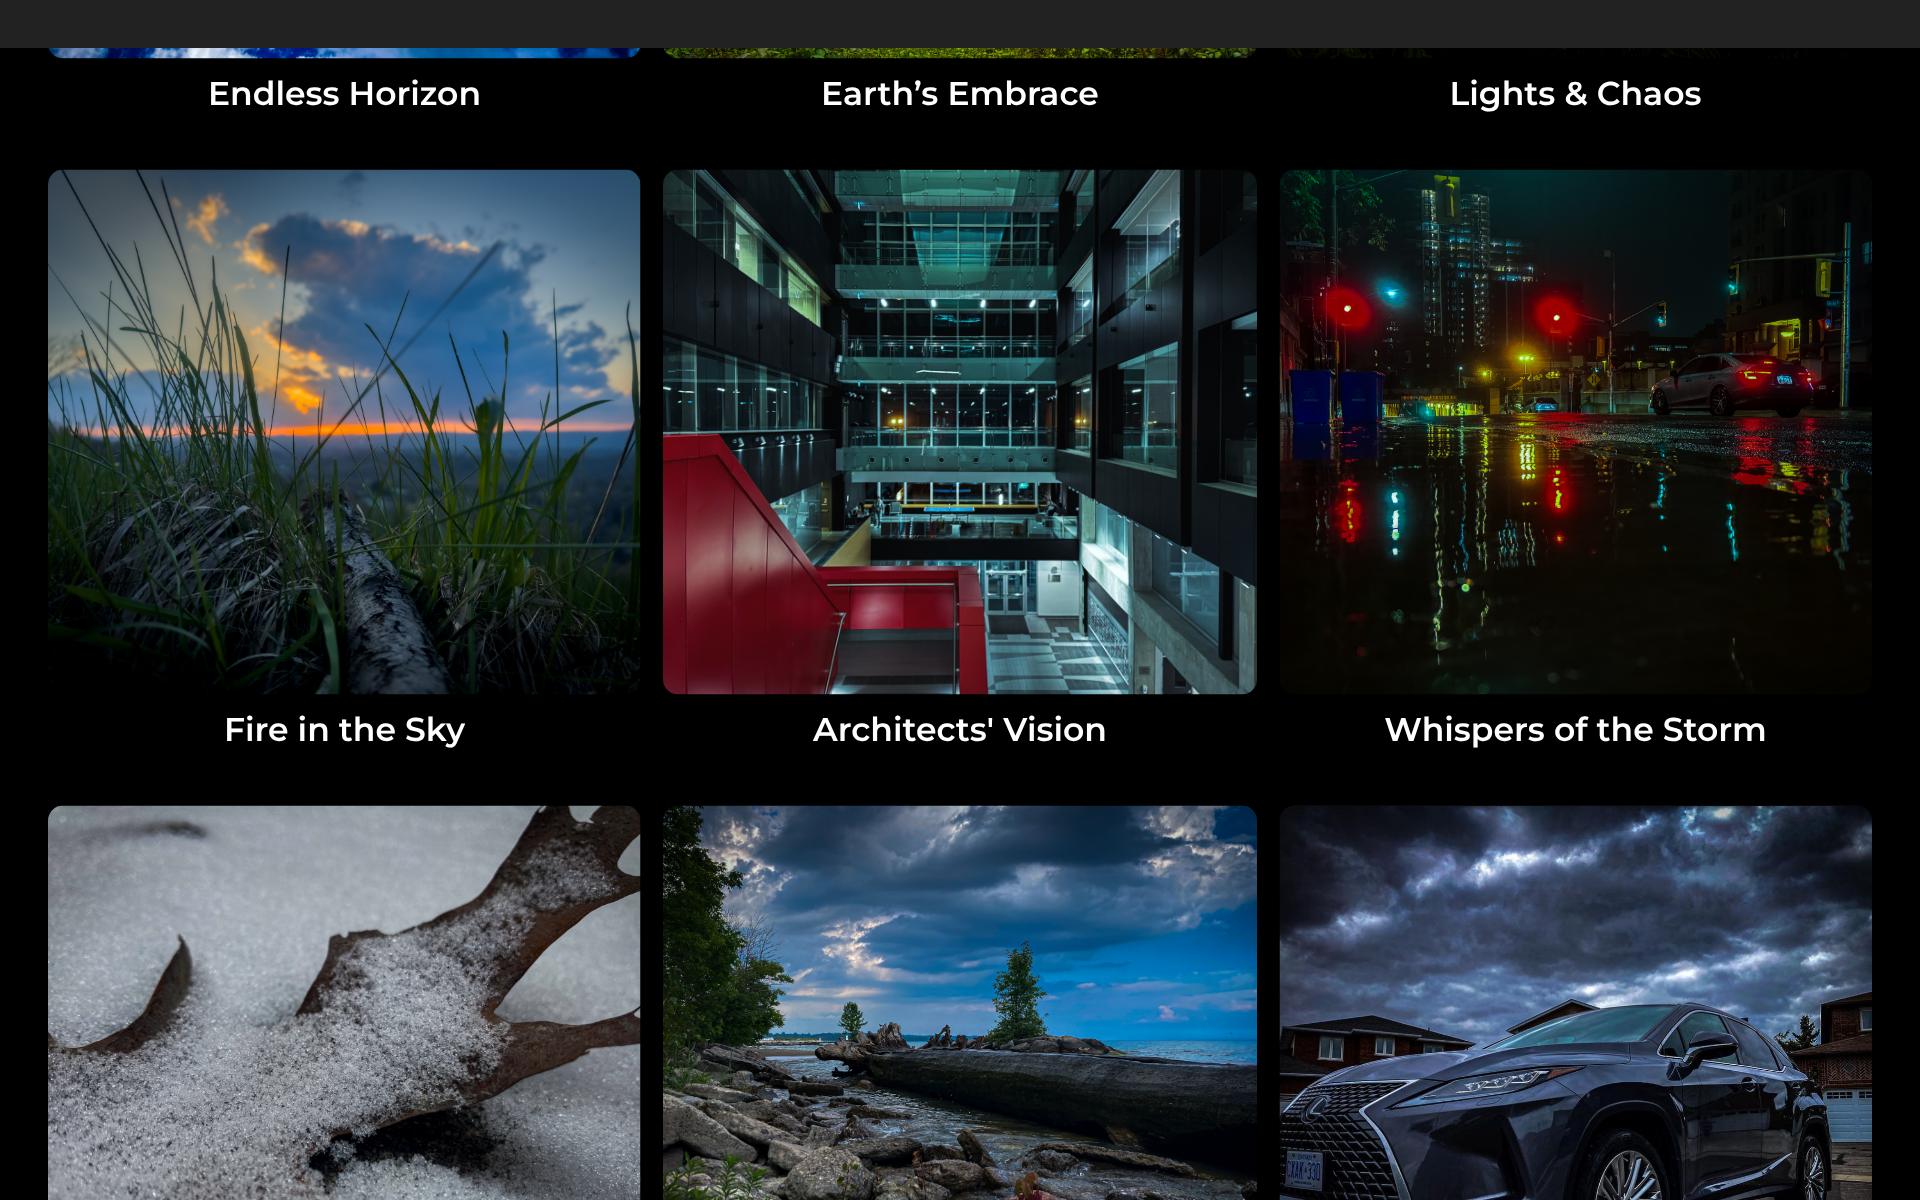 Endless Horizon
Earth’s Embrace
Lights & Chaos
Fire in the Sky
Architects' Vision
Whispers of the Storm